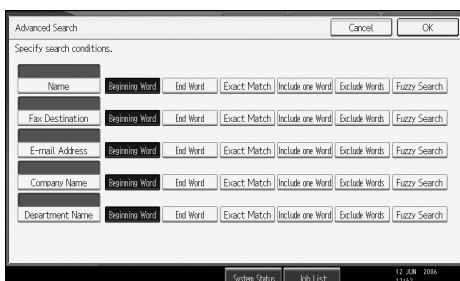 Advanced Search Cancel OK
Specify search conditions.
Name Beginning Word End Word Exact Match Include one Word Exclude Words Fuzzy Search
Fax Destination Beginning Word End Word Exact Match Include one Word Exclude Words Fuzzy Search
E-mail Address Beginning Word End Word Exact Match Include one Word Exclude Words Fuzzy Search
Company Name Beginning Word End Word Exact Match Include one Word Exclude Words Fuzzy Search
Department Name Beginning Word End Word Exact Match Include one Word Exclude Words Fuzzy Search
System Status Job List 12 JUN 2006